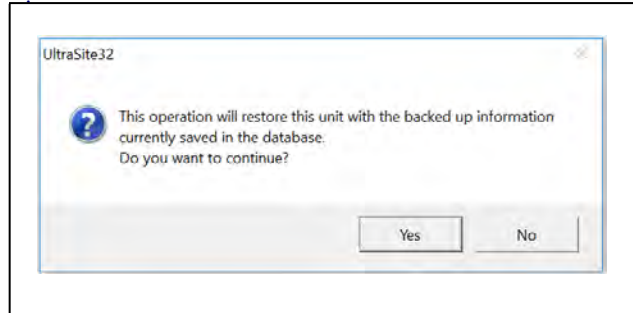 UltraSite32
This operation will restore this unit with the backed up information
currently saved in the database.
Do you want to continue?
Yes
No